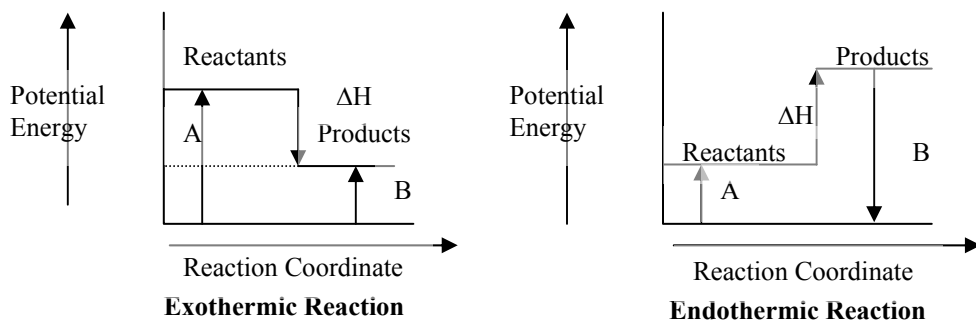 Potential
Energy
Reactants
A
ΔH
Products
B
Reaction Coordinate
Exothermic Reaction
Potential
Energy
Products
ΔH
Reactants
B
A
Reaction Coordinate
Endothermic Reaction